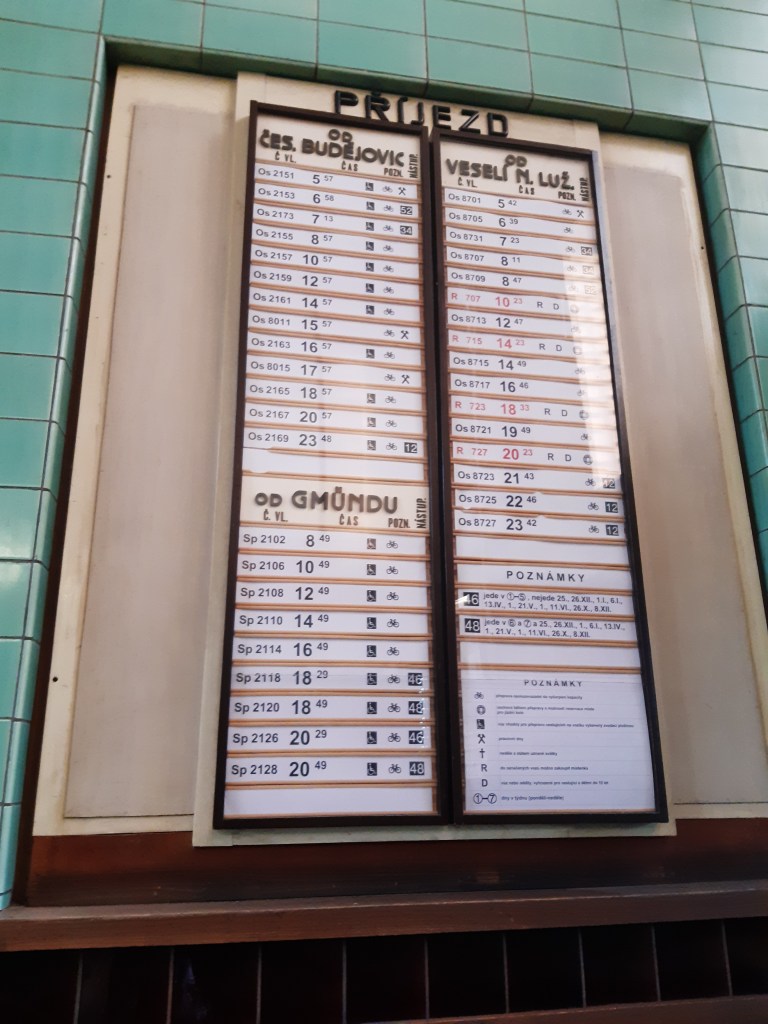 PŘÍJEZD
OD
ČES. BUDĚJOVIC
Č. VL. ČAS POZN. NÁSTUP.
Os 2151 5 57
Os 2153 6 58 52
Os 2173 7 13 34
Os 2155 8 57
Os 2157 10 57
Os 2159 12 57
Os 2161 14 57
Os 8011 15 57
Os 2163 16 57
Os 8015 17 57
Os 2165 18 57
Os 2167 20 57
Os 2169 23 48 12
OD GMÜNDU
Č. VL. ČAS POZN. NÁSTUP.
Sp 2102 8 49
Sp 2106 10 49
Sp 2108 12 49
Sp 2110 14 49
Sp 2114 16 49
Sp 2118 18 29 46
Sp 2120 18 49 48
Sp 2126 20 29 46
Sp 2128 20 49 48
OD
VESELÍ N. LUŽ.
Č. VL. ČAS POZN. NÁSTUP.
Os 8701 5 42
Os 8705 6 39
Os 8731 7 23 34
Os 8707 8 11
Os 8709 8 47
R 707 10 23 R D
Os 8713 12 47
R 715 14 23 R D
Os 8715 14 49
Os 8717 16 46
R 723 18 33 R D
Os 8721 19 49
R 727 20 23 R D
Os 8723 21 43 12
Os 8725 22 46 12
Os 8727 23 42 12
POZNÁMKY
46 jede v ①–⑤, nejede 25., 26.XII., 1.I., 6.I.,
13.IV., 1., 21.V., 1., 11.VI., 26.X., 8.XII.
48 jede v ⑥ a ⑦ a 25., 26.XII., 1., 6.I., 13.IV.,
1., 21.V., 1., 11.VI., 26.X., 8.XII.
POZNÁMKY
R
D
①–⑦ dny v týdnu (pondělí–neděle)